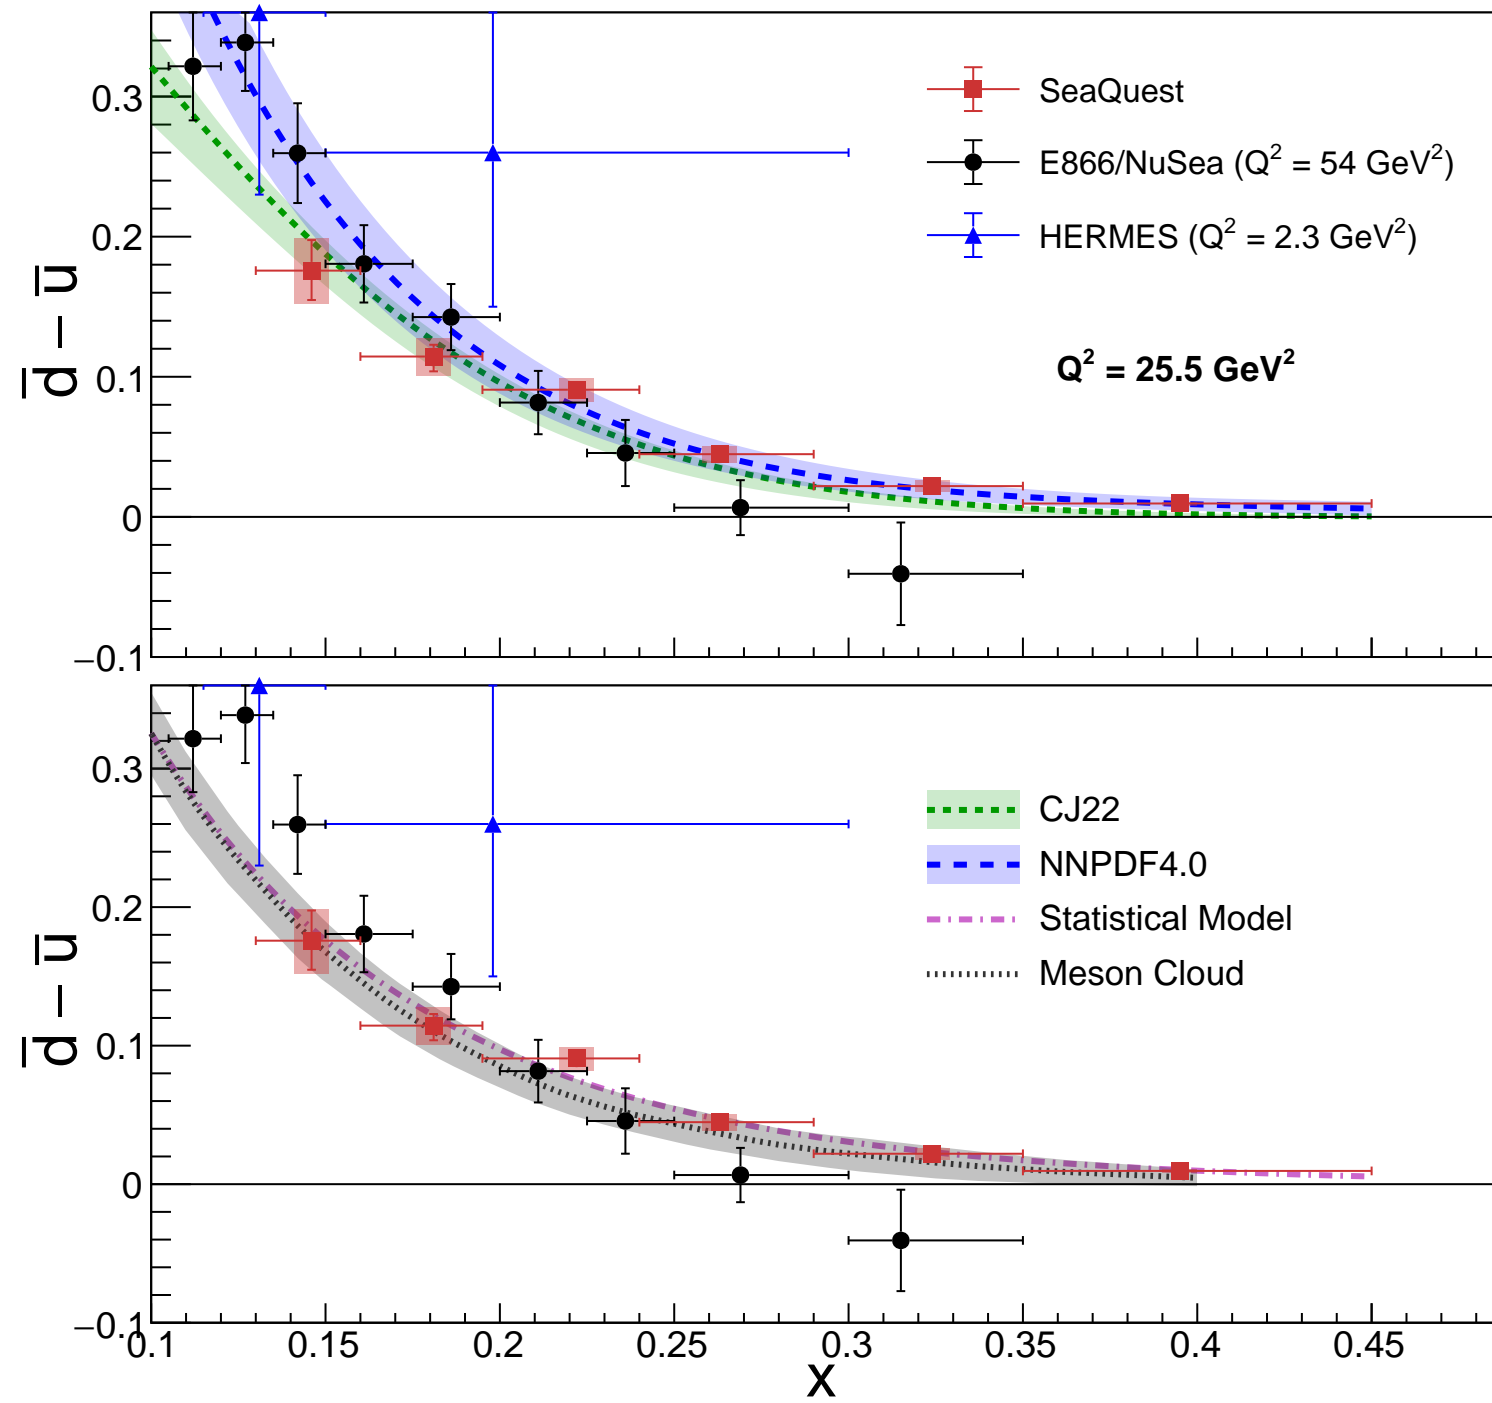 0.3
0.2
0.1
0
−0.1
d̅ − u̅
SeaQuest
E866/NuSea (Q² = 54 GeV²)
HERMES (Q² = 2.3 GeV²)
Q² = 25.5 GeV²
0.3
0.2
0.1
0
−0.1
d̅ − u̅
CJ22
NNPDF4.0
Statistical Model
Meson Cloud
0.1 0.15 0.2 0.25 0.3 0.35 0.4 0.45
x